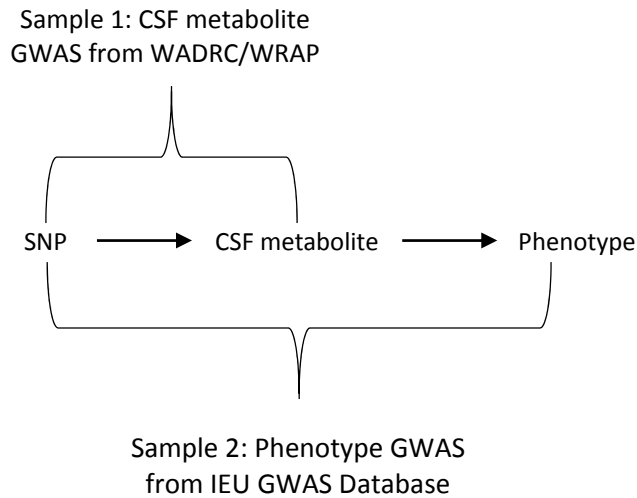 Sample 1: CSF metabolite
GWAS from WADRC/WRAP
SNP
CSF metabolite
Phenotype
Sample 2: Phenotype GWAS
from IEU GWAS Database